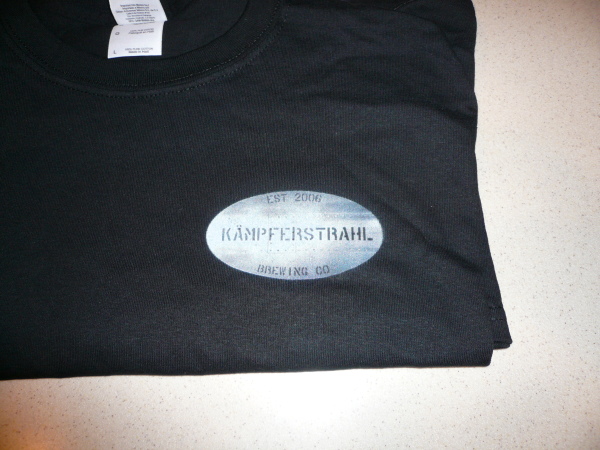 L
EST 2006
KÄMPFERSTRAHL
BREWING CO